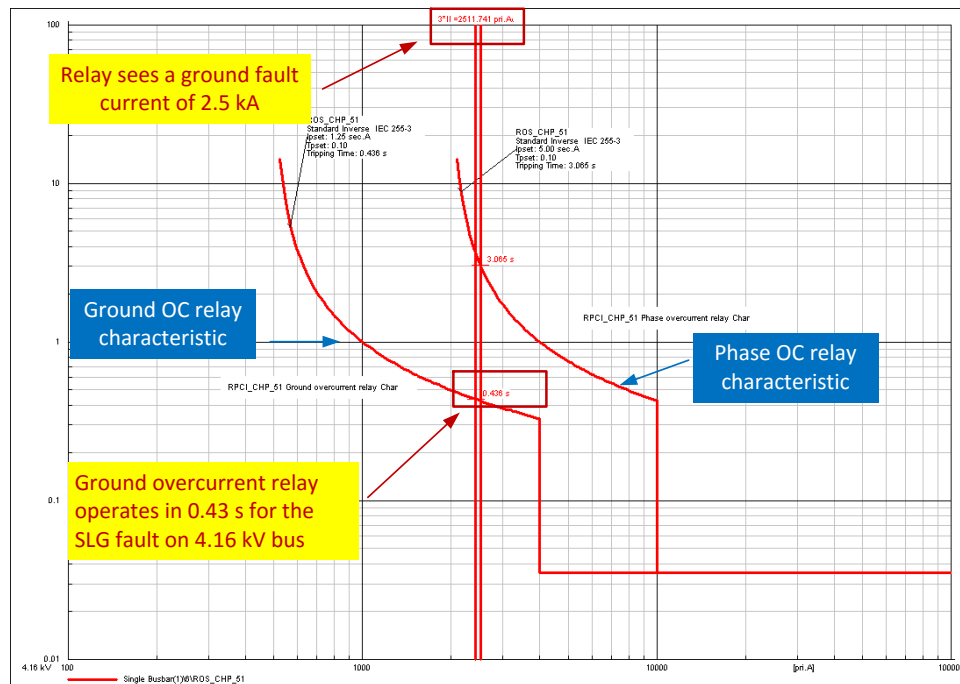 100
3*II =2511.741 pri.A
Relay sees a ground fault
current of 2.5 kA
ROS_CHP_51
Standard Inverse IEC 255-3
Ipset: 1.25 sec.A
Tpset: 0.10
Tripping Time: 0.436 s
ROS_CHP_51
Standard Inverse IEC 255-3
Ipset: 5.00 sec.A
Tpset: 0.10
Tripping Time: 3.065 s
10
3.065 s
Ground OC relay
characteristic
RPCI_CHP_51 Phase overcurrent relay Char
1
Phase OC relay
characteristic
RPCI_CHP_51 Ground overcurrent relay Char
0.436 s
Ground overcurrent relay
operates in 0.43 s for the
SLG fault on 4.16 kV bus
0.1
0.01
4.16 kV 100 1000 10000 [pri.A] 10000
Single Busbar(1)\8\ROS_CHP_51